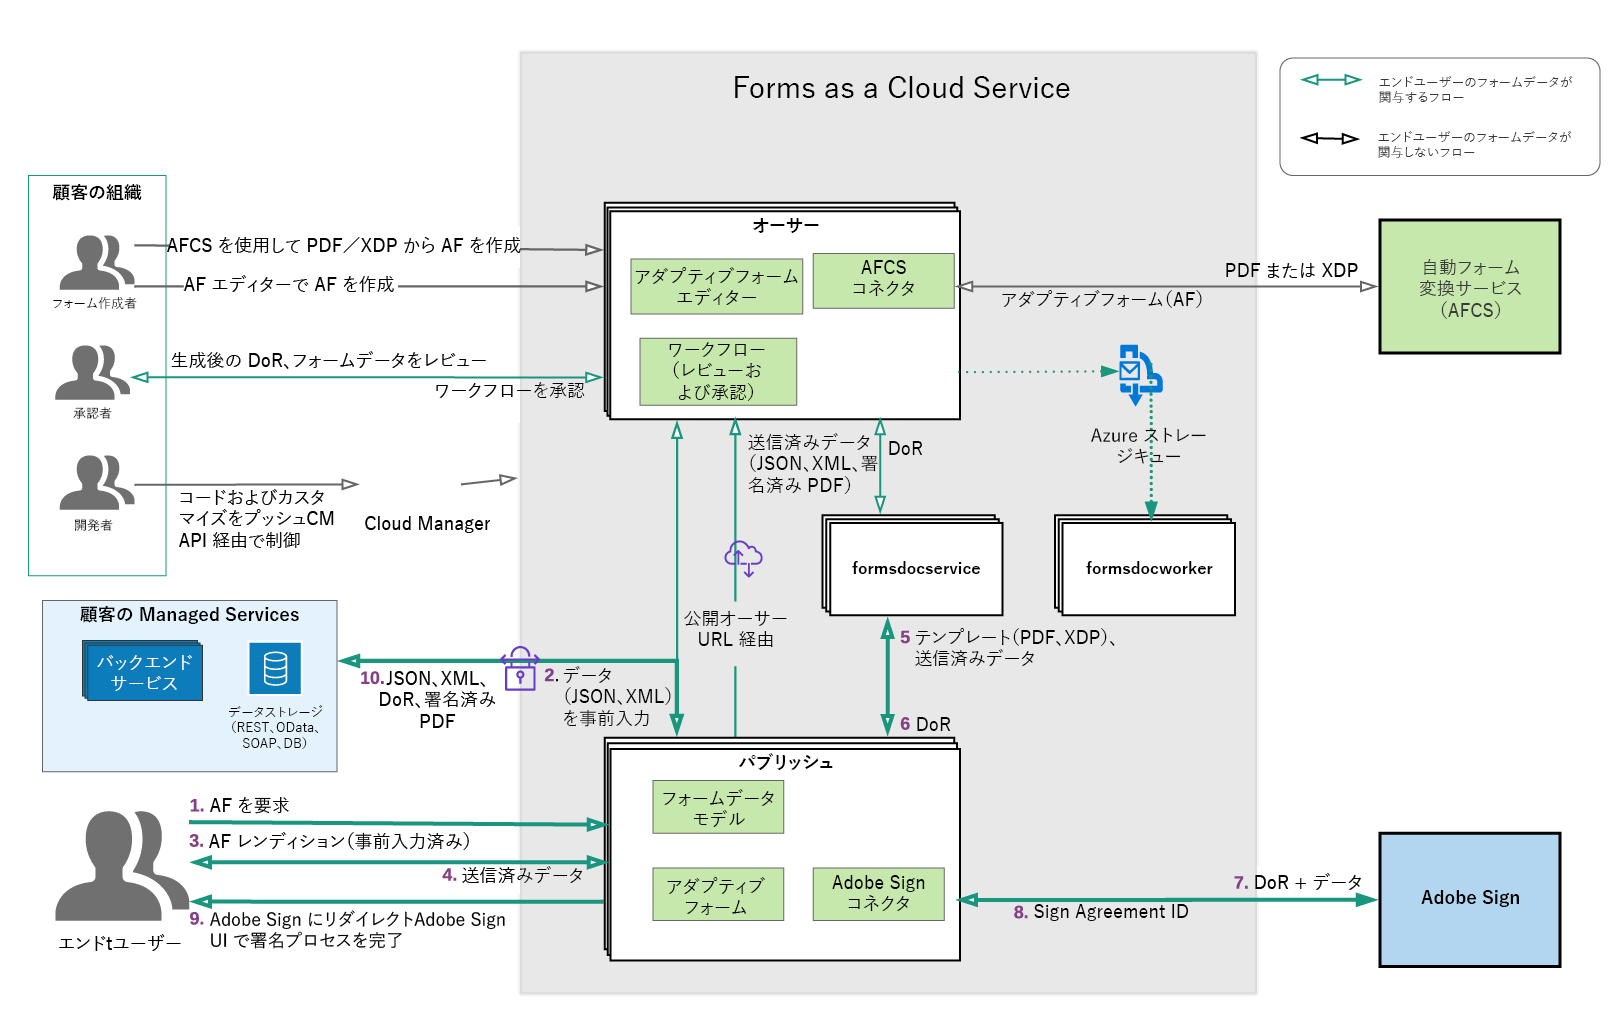 Forms as a Cloud Service
エンドユーザーのフォームデータが
関与するフロー
エンドユーザーのフォームデータが
関与しないフロー
顧客の組織
フォーム作成者
承認者
開発者
AFCS を使用して PDF／XDP から AF を作成
AF エディターで AF を作成
生成後の DoR、フォームデータをレビュー
ワークフローを承認
コードおよびカスタ
マイズをプッシュCM
API 経由で制御
Cloud Manager
オーサー
アダプティブフォーム
エディター
AFCS
コネクタ
ワークフロー
（レビューお
よび承認）
PDF または XDP
アダプティブフォーム（AF）
自動フォーム
変換サービス
（AFCS）
Azure ストレー
ジキュー
送信済みデータ
（JSON、XML、署
名済み PDF）
DoR
formsdocservice
formsdocworker
公開オーサー
URL 経由
5 テンプレート（PDF、XDP）、
送信済みデータ
6 DoR
顧客の Managed Services
バックエンド
サービス
データストレージ
（REST、OData、
SOAP、DB）
10.JSON、XML、
DoR、署名済み
PDF
2. データ
（JSON、XML）
を事前入力
パブリッシュ
フォームデータ
モデル
アダプティブ
フォーム
Adobe Sign
コネクタ
1. AF を要求
3. AF レンディション（事前入力済み）
4. 送信済みデータ
9. Adobe Sign にリダイレクトAdobe Sign
UI で署名プロセスを完了
エンドtユーザー
7. DoR + データ
8. Sign Agreement ID
Adobe Sign